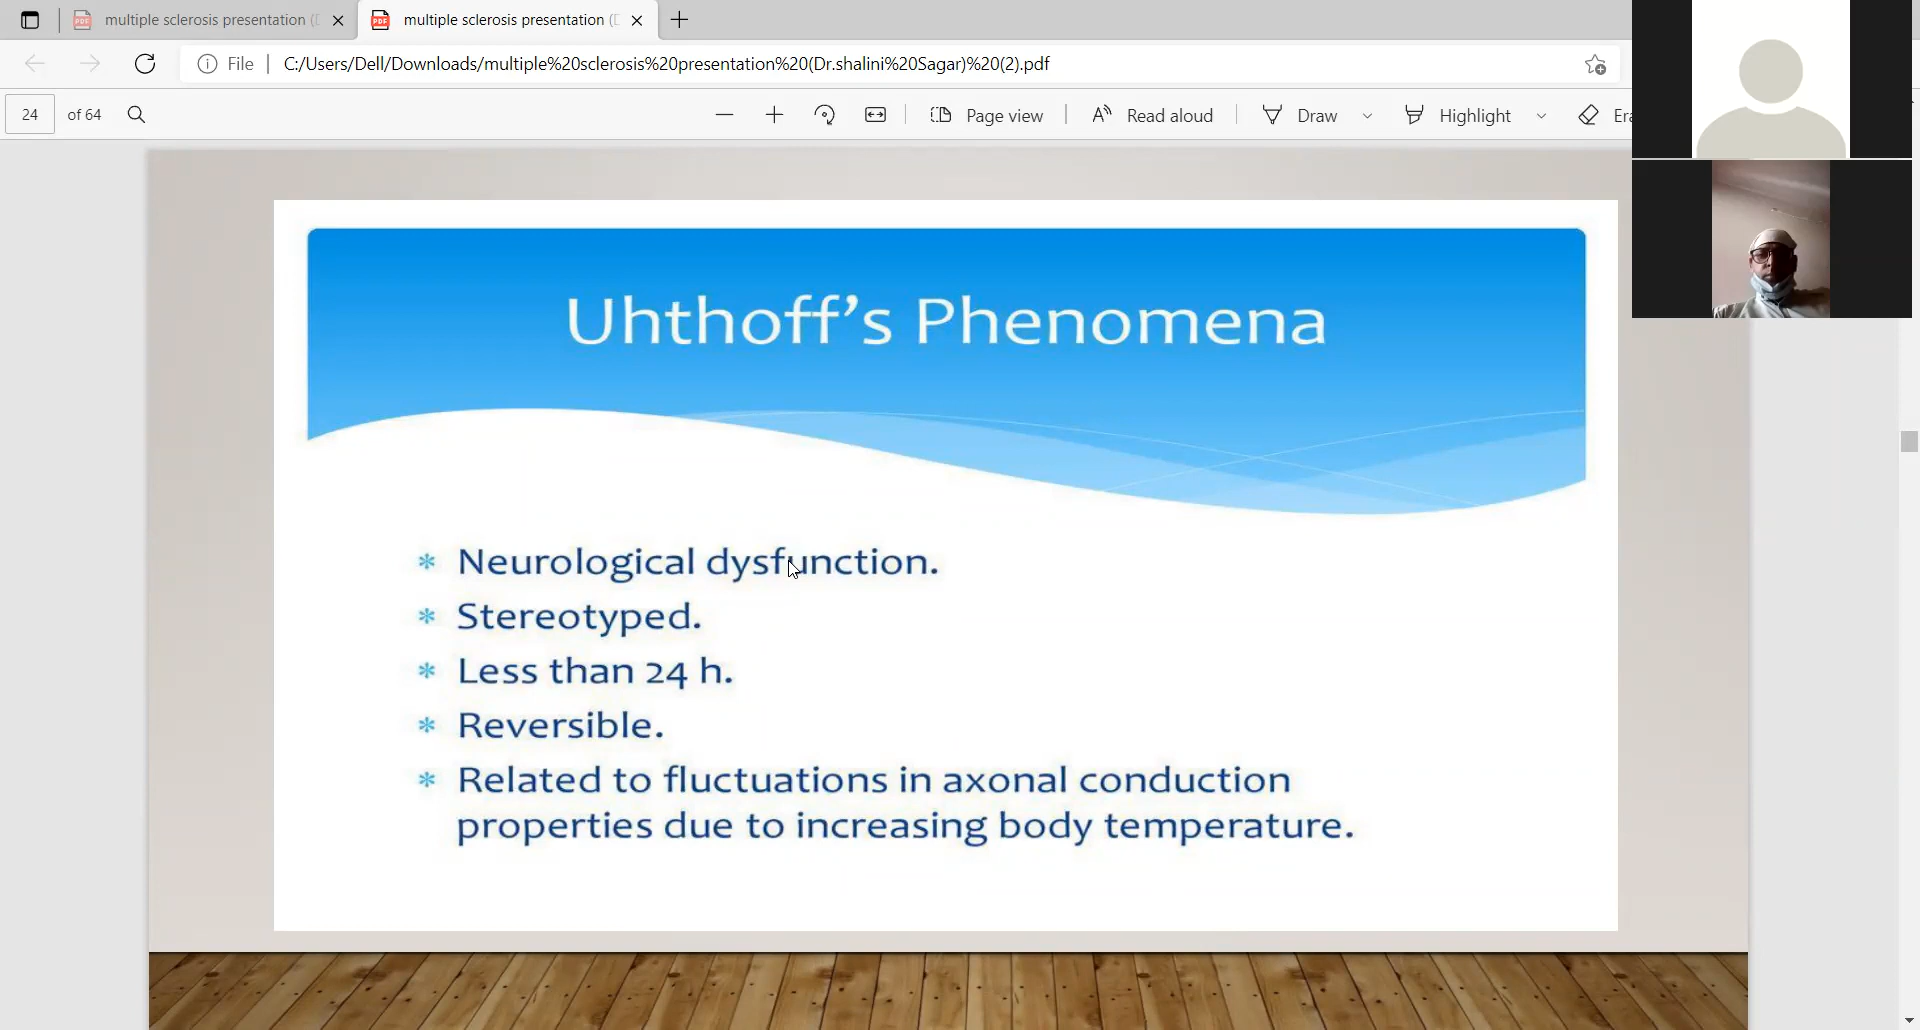 multiple sclerosis presentation (
multiple sclerosis presentation (
File
C:/Users/Dell/Downloads/multiple%20sclerosis%20presentation%20(Dr.shalini%20Sagar)%20(2).pdf
24 of 64
Page view
Read aloud
Draw
Highlight
Era
Uhthoff's Phenomena
* Neurological dysfunction.
* Stereotyped.
* Less than 24 h.
* Reversible.
* Related to fluctuations in axonal conduction
properties due to increasing body temperature.